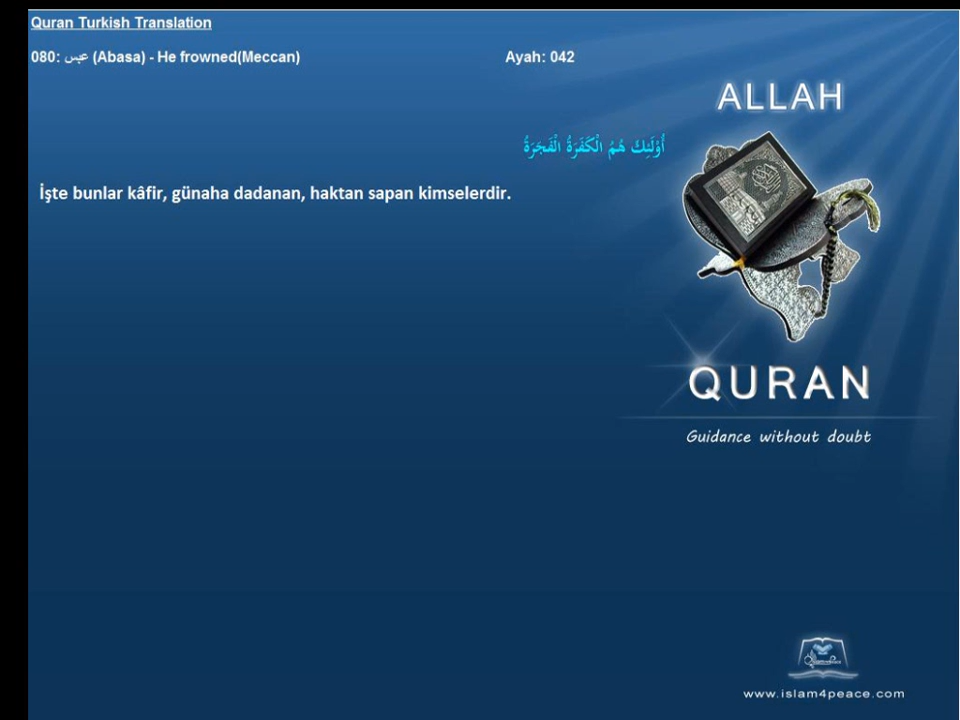 Quran Turkish Translation
080: عبس (Abasa) - He frowned(Meccan) Ayah: 042
ALLAH
أُوْلَئِكَ هُمُ الْكَفَرَةُ الْفَجَرَةُ
İşte bunlar kâfir, günaha dadanan, haktan sapan kimselerdir.
QURAN
Guidance without doubt
www.islam4peace.com